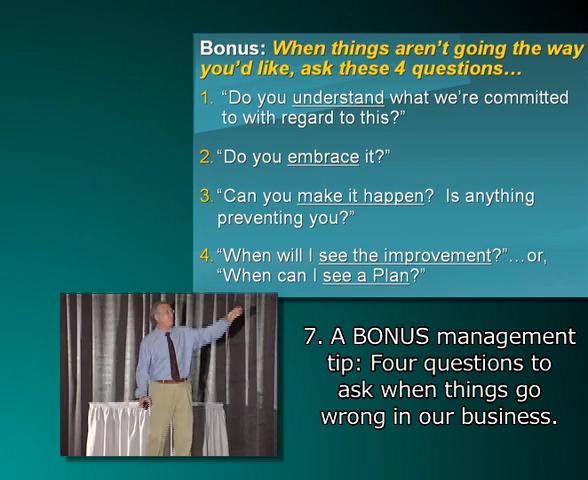 Bonus: When things aren't going the way
you'd like, ask these 4 questions…
1. "Do you understand what we're committed
to with regard to this?"
2. "Do you embrace it?"
3. "Can you make it happen? Is anything
preventing you?"
4. "When will I see the improvement?"…or,
"When can I see a Plan?"
7. A BONUS management
tip: Four questions to
ask when things go
wrong in our business.